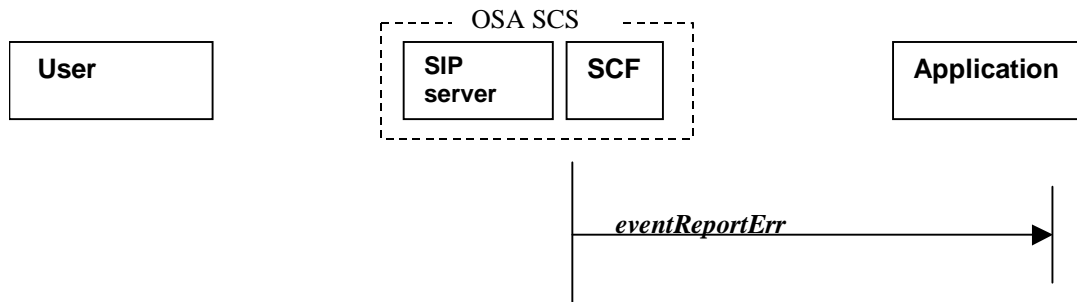 OSA SCS
User
SIP
server
SCF
Application
eventReportErr